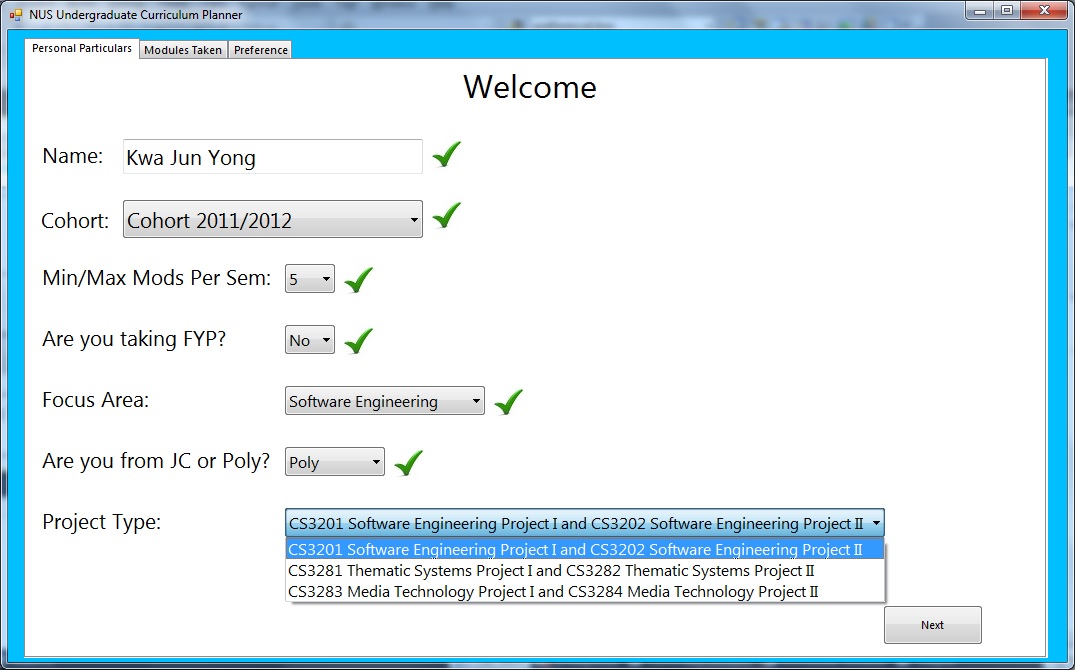 NUS Undergraduate Curriculum Planner
Personal Particulars Modules Taken Preference
Welcome
Name: Kwa Jun Yong
Cohort: Cohort 2011/2012
Min/Max Mods Per Sem: 5
Are you taking FYP? No
Focus Area: Software Engineering
Are you from JC or Poly? Poly
Project Type: CS3201 Software Engineering Project I and CS3202 Software Engineering Project II
CS3201 Software Engineering Project I and CS3202 Software Engineering Project II
CS3281 Thematic Systems Project I and CS3282 Thematic Systems Project II
CS3283 Media Technology Project I and CS3284 Media Technology Project II
Next